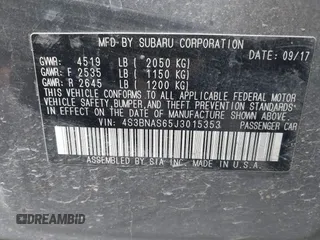 MFD.BY SUBARU CORPORATION
GVWR: 4519 LB ( 2050 KG) DATE: 09/17
GAWR: F 2535 LB ( 1150 KG)
GAWR: R 2645 LB ( 1200 KG)
THIS VEHICLE CONFORMS TO ALL APPLICABLE FEDERAL MOTOR
VEHICLE SAFETY,BUMPER,AND THEFT PREVENTION STANDARDS
IN EFFECT ON THE DATE OF MANUFACTURE SHOWN ABOVE.
VIN: 4S3BNAS65J3015353 PASSENGER CAR
ASSEMBLED BY SIA INC. MADE IN U.S.A.
DREAMBID